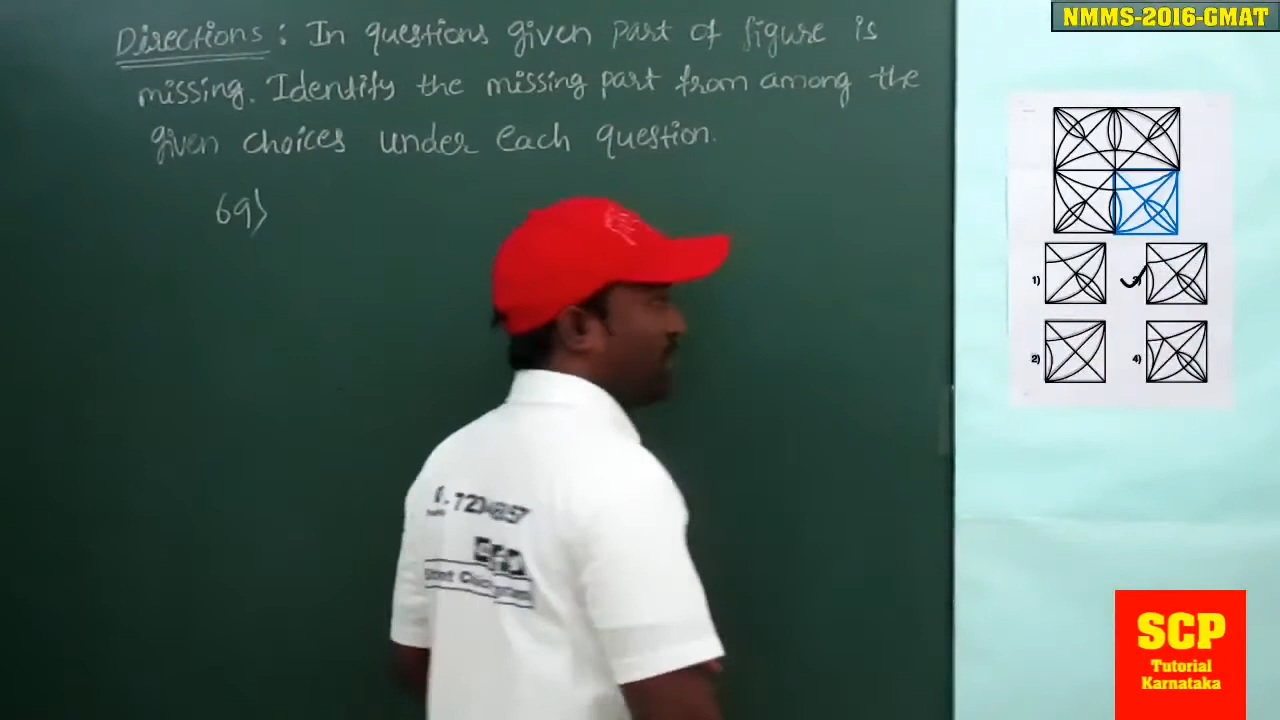 NMMS-2016-GMAT
Directions : In questions given part of figure is
missing. Identify the missing part from among the
given choices under each question.
69)
1)
3)
2)
4)
SCP
Tutorial
Karnataka